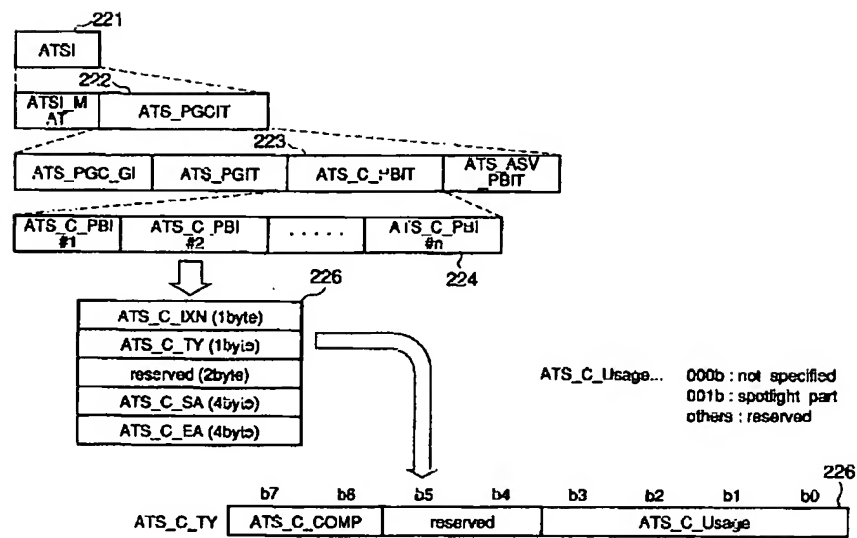 221
ATSI
222
ATSI_M
AT
ATS_PGCIT
223
ATS_PGC_GI
ATS_PGIT
ATS_C_PBIT
ATS_ASV
_PBIT
ATS_C_PBI
#1
ATS_C_PBI
#2
.....
ATS_C_PBI
#n
224
226
ATS_C_IXN (1byte)
ATS_C_TY (1byte)
reserved (2byte)
ATS_C_SA (4byte)
ATS_C_EA (4byte)
ATS_C_Usage... 000b : not specified
001b : spotlight part
others : reserved
b7 b6 b5 b4 b3 b2 b1 b0
226
ATS_C_TY ATS_C_COMP reserved ATS_C_Usage